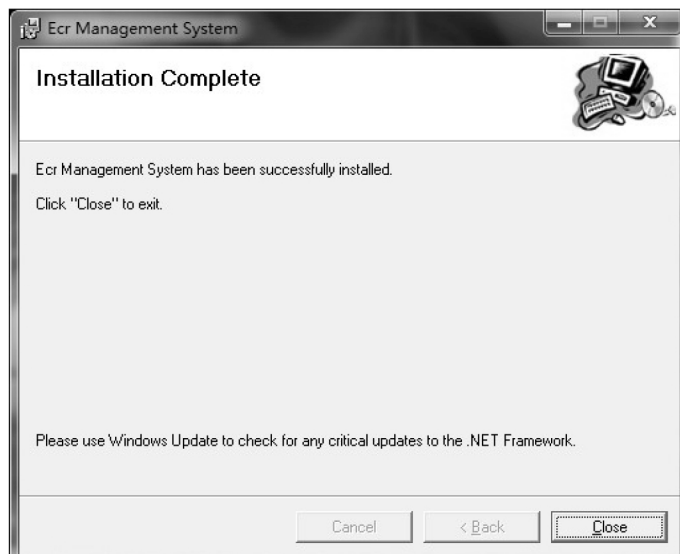 Ecr Management System
Installation Complete
Ecr Management System has been successfully installed.
Click "Close" to exit.
Please use Windows Update to check for any critical updates to the .NET Framework.
Cancel
< Back
Close